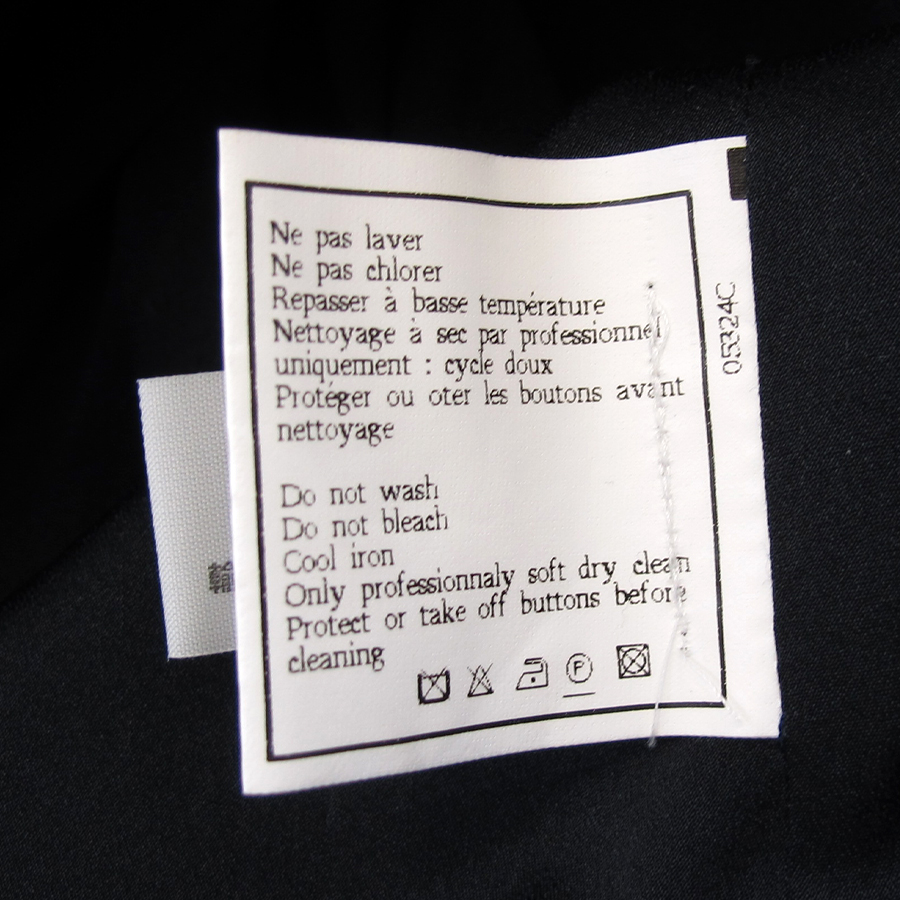 Ne pas laver
Ne pas chlorer
Repasser à basse température
Nettoyage à sec par professionnel
uniquement : cycle doux
Protéger ou oter les boutons avant
nettoyage
Do not wash
Do not bleach
Cool iron
Only professionnaly soft dry clean
Protect or take off buttons before
cleaning
P
05324C